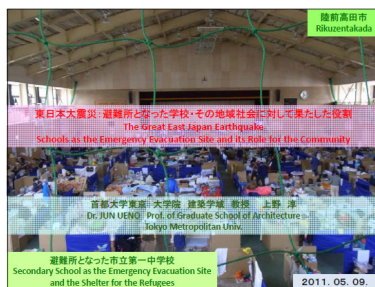 陸前高田市
Rikuzentakada
東日本大震災：避難所となった学校・その地域社会に対して果たした役割
The Great East Japan Earthquake
Schools as the Emergency Evacuation Site and its Role for the Community
首都大学東京 大学院 建築学域 教授 上野 淳
Dr. JUN UENO Prof. of Graduate School of Architecture
Tokyo Metropolitan Univ.
避難所となった市立第一中学校
Secondary School as the Emergency Evacuation Site
and the Shelter for the Refugees
2011. 05. 09.